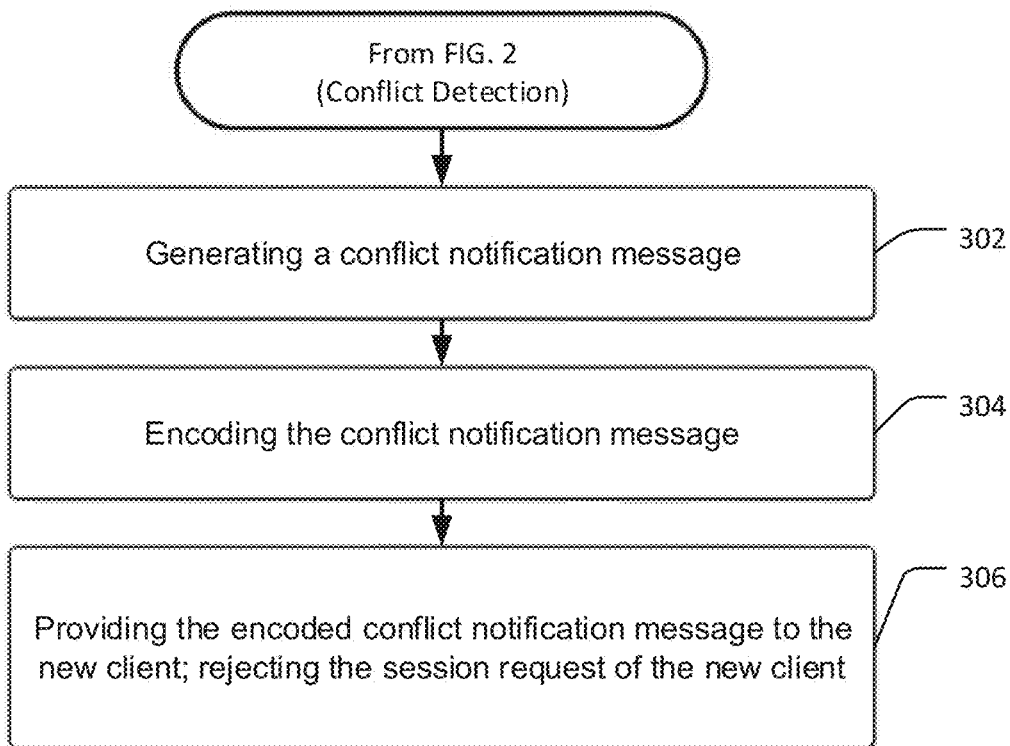 From FIG. 2
(Conflict Detection)
Generating a conflict notification message
302
Encoding the conflict notification message
304
Providing the encoded conflict notification message to the
new client; rejecting the session request of the new client
306